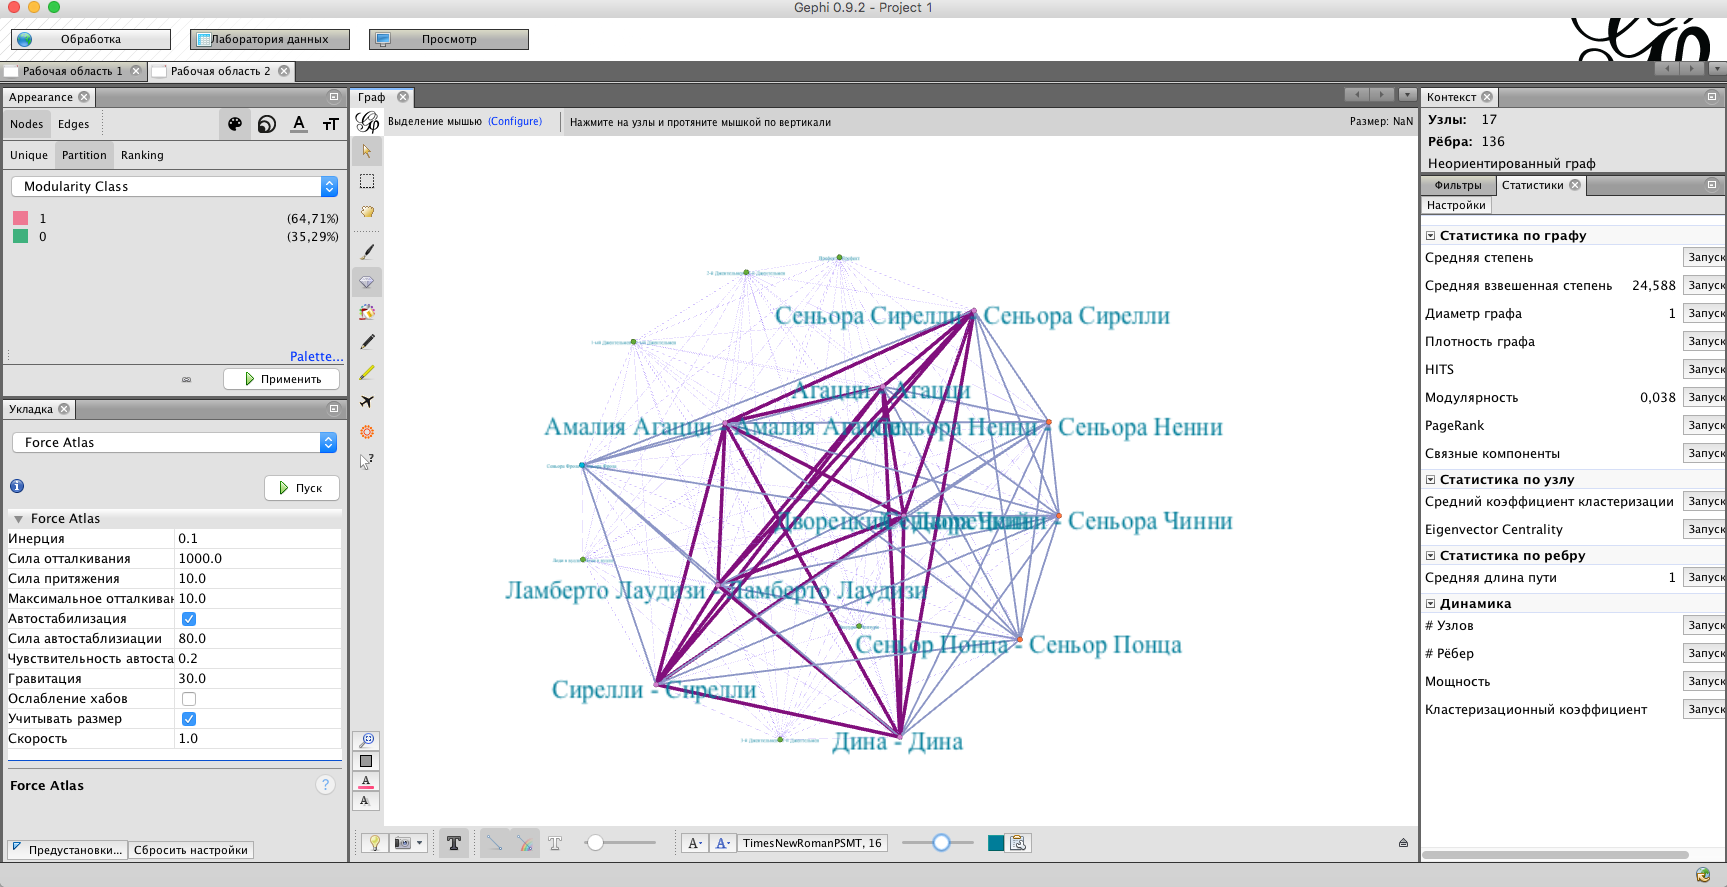 Gephi 0.9.2 - Project 1
Обработка
Лаборатория данных
Просмотр
Рабочая область 1
Рабочая область 2
Appearance
Nodes
Edges
Unique
Partition
Ranking
Modularity Class
1 (64,71%)
0 (35,29%)
Palette...
Применить
Укладка
Force Atlas
Пуск
Force Atlas
Инерция 0.1
Сила отталкивания 1000.0
Сила притяжения 10.0
Максимальное отталкиван 10.0
Автостабилизация
Сила автостаблизиации 80.0
Чувствительность автоста 0.2
Гравитация 30.0
Ослабление хабов
Учитывать размер
Скорость 1.0
Force Atlas
Предустановки...
Сбросить настройки
Граф
Выделение мышью (Configure)
Нажмите на узлы и протяните мышкой по вертикали
Размер: NaN
Сеньора Сирелли - Сеньора Сирелли
Агацци - Агацци
Амалия Агацци - Амалия Агацци
Сеньора Ненни - Сеньора Ненни
Дворецкий - Дворецкий
Сеньора Чинни - Сеньора Чинни
Ламберто Лаудизи - Ламберто Лаудизи
Сеньор Понца - Сеньор Понца
Сирелли - Сирелли
Дина - Дина
TimesNewRomanPSMT, 16
Контекст
Узлы: 17
Рёбра: 136
Неориентированный граф
Фильтры
Статистики
Настройки
Статистика по графу
Средняя степень Запуск
Средняя взвешенная степень 24,588 Запуск
Диаметр графа 1 Запуск
Плотность графа Запуск
HITS Запуск
Модулярность 0,038 Запуск
PageRank Запуск
Связные компоненты Запуск
Статистика по узлу
Средний коэффициент кластеризации Запуск
Eigenvector Centrality Запуск
Статистика по ребру
Средняя длина пути 1 Запуск
Динамика
# Узлов Запуск
# Рёбер Запуск
Мощность Запуск
Кластеризационный коэффициент Запуск